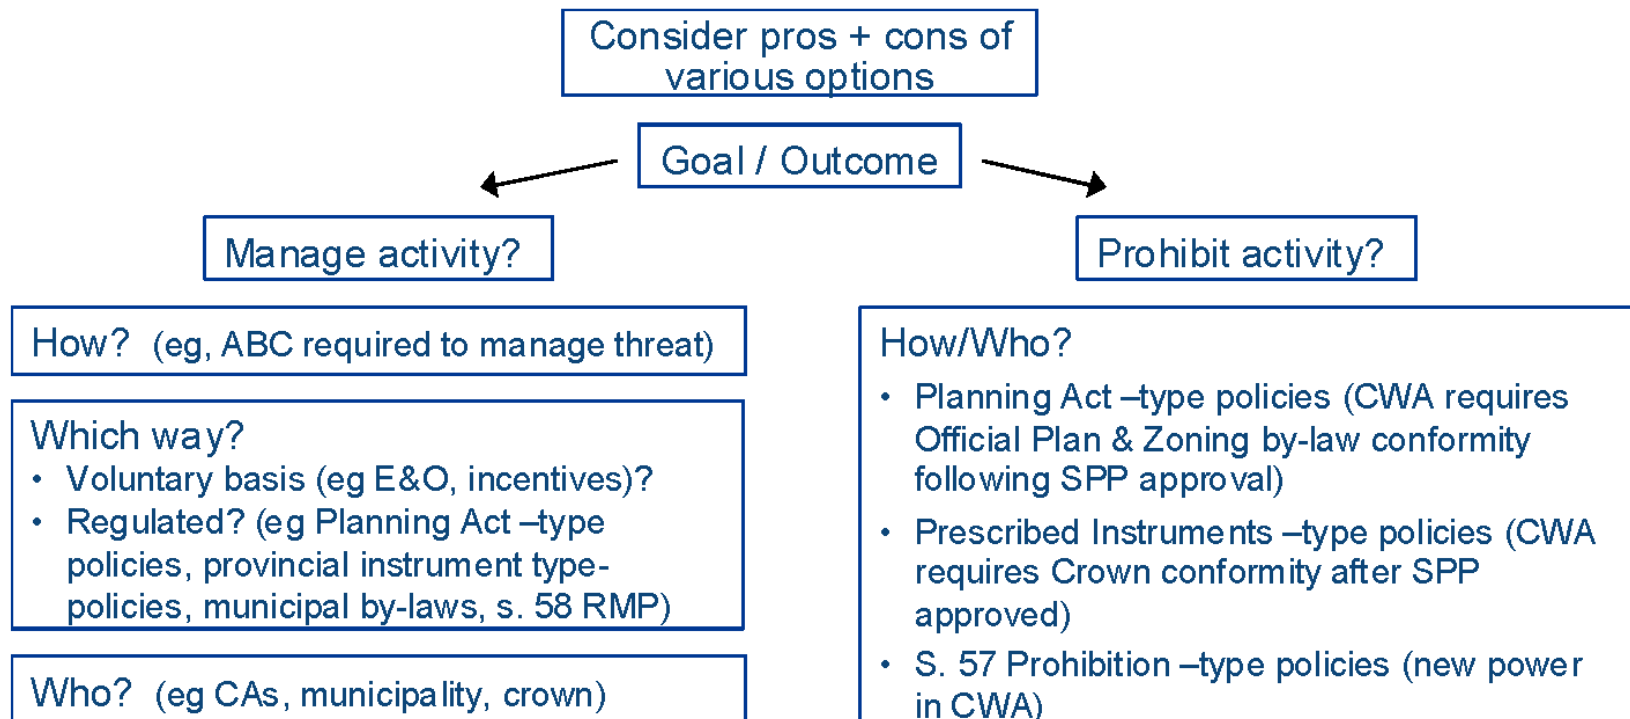 Consider pros + cons of
various options
Goal / Outcome
Manage activity?
Prohibit activity?
How? (eg, ABC required to manage threat)
Which way?
• Voluntary basis (eg E&O, incentives)?
• Regulated? (eg Planning Act –type
policies, provincial instrument type-
policies, municipal by-laws, s. 58 RMP)
Who? (eg CAs, municipality, crown)
How/Who?
• Planning Act –type policies (CWA requires
Official Plan & Zoning by-law conformity
following SPP approval)
• Prescribed Instruments –type policies (CWA
requires Crown conformity after SPP
approved)
• S. 57 Prohibition –type policies (new power
in CWA)